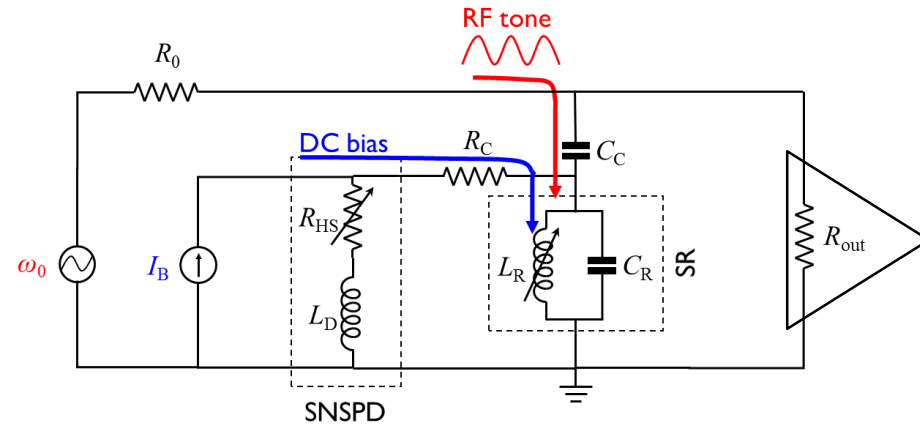 RF tone
R0
DC bias
RC
CC
RHS
ω0
IB
LR
CR
SR
Rout
LD
SNSPD